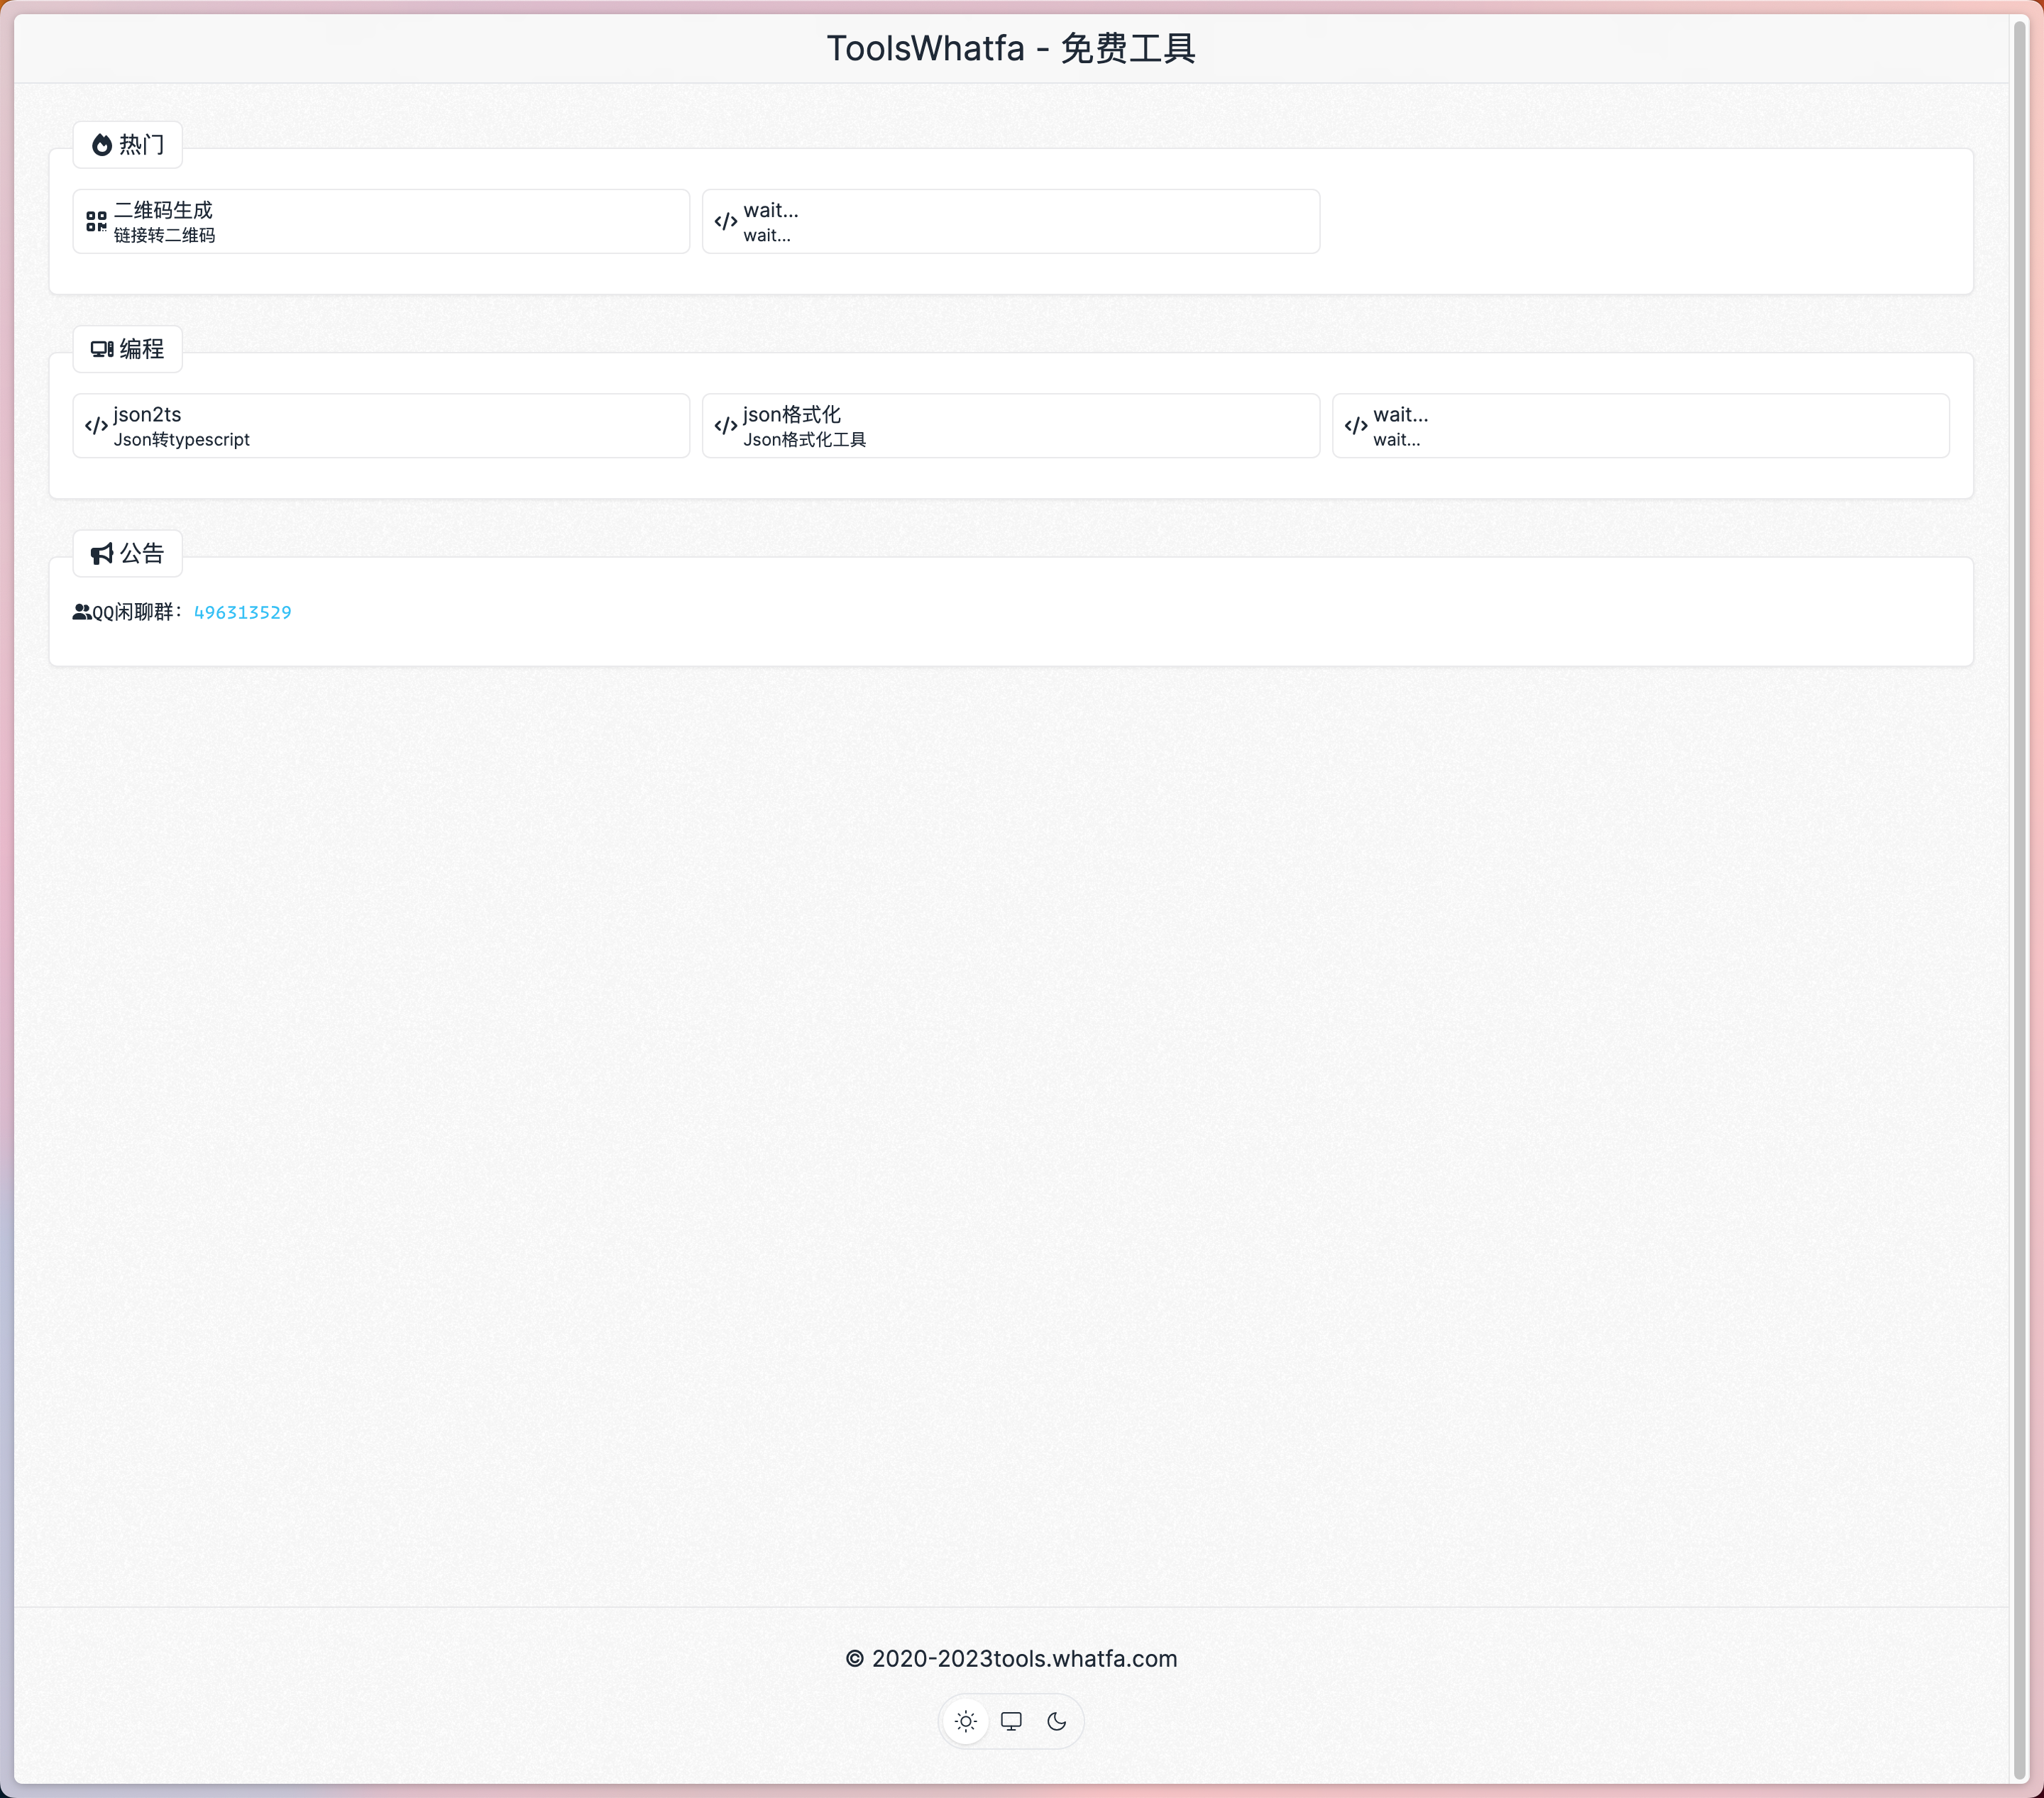 ToolsWhatfa - 免费工具
热门
二维码生成
链接转二维码
wait...
wait...
编程
json2ts
Json转typescript
json格式化
Json格式化工具
wait...
wait...
公告
QQ闲聊群：496313529
© 2020-2023tools.whatfa.com